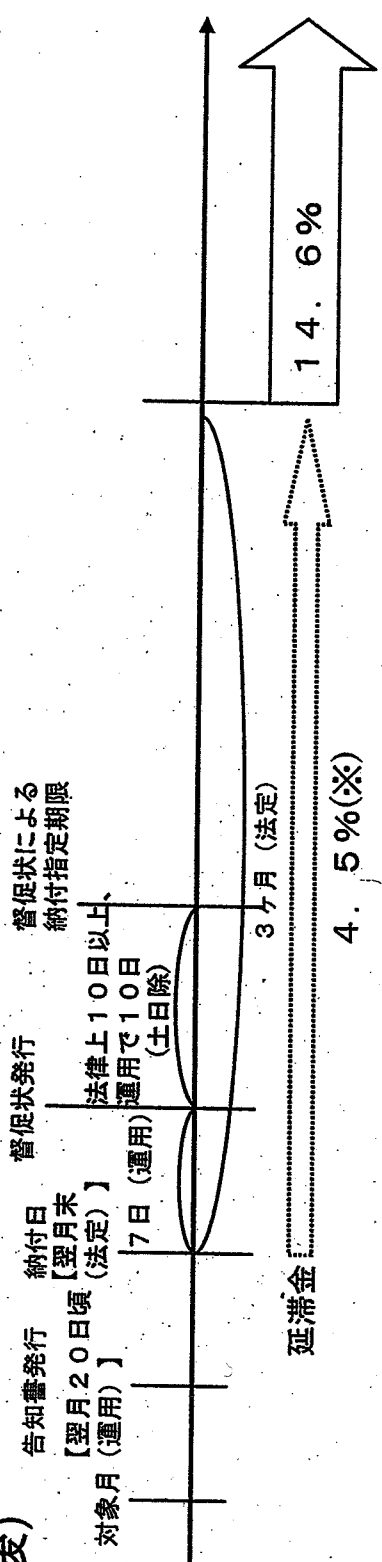 後）
対象月
告知書発行
【翌月２０日頃
（運用）】
納付日
【翌月末
（法定）】
督促状発行
督促状による
納付指定期限
７日（運用）
法律上１０日以上、
運用で１０日
（土日除）
３ヶ月（法定）
延滞金
４．５％(※)
１４．６％